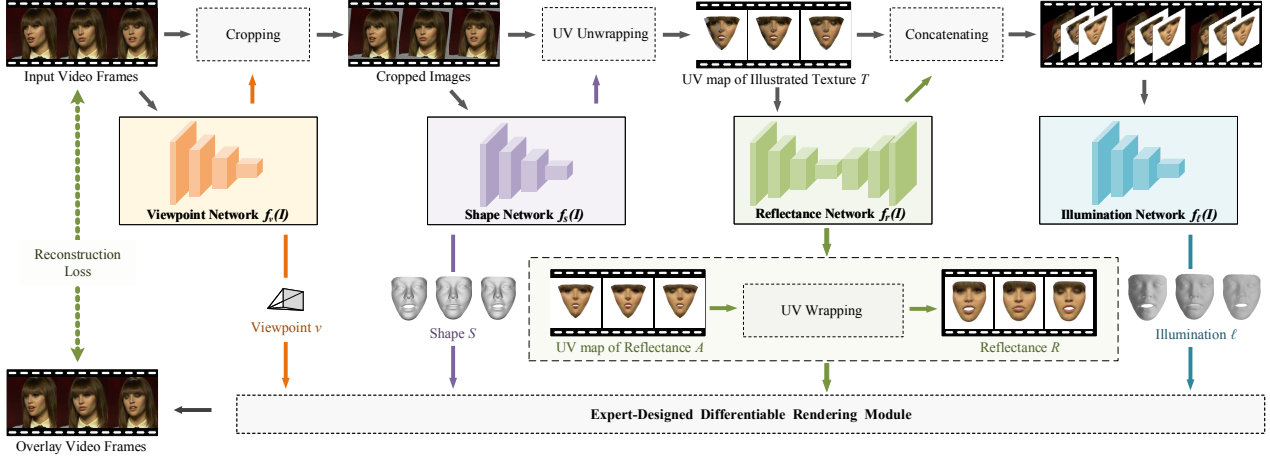 Input Video Frames
Cropping
Cropped Images
UV Unwrapping
UV map of Illustrated Texture T
Concatenating
Viewpoint Network fᵥ(I)
Shape Network fₛ(I)
Reflectance Network fᵣ(I)
Illumination Network fℓ(I)
Reconstruction
Loss
Viewpoint v
Shape S
UV map of Reflectance A
UV Wrapping
Reflectance R
Illumination ℓ
Expert-Designed Differentiable Rendering Module
Overlay Video Frames